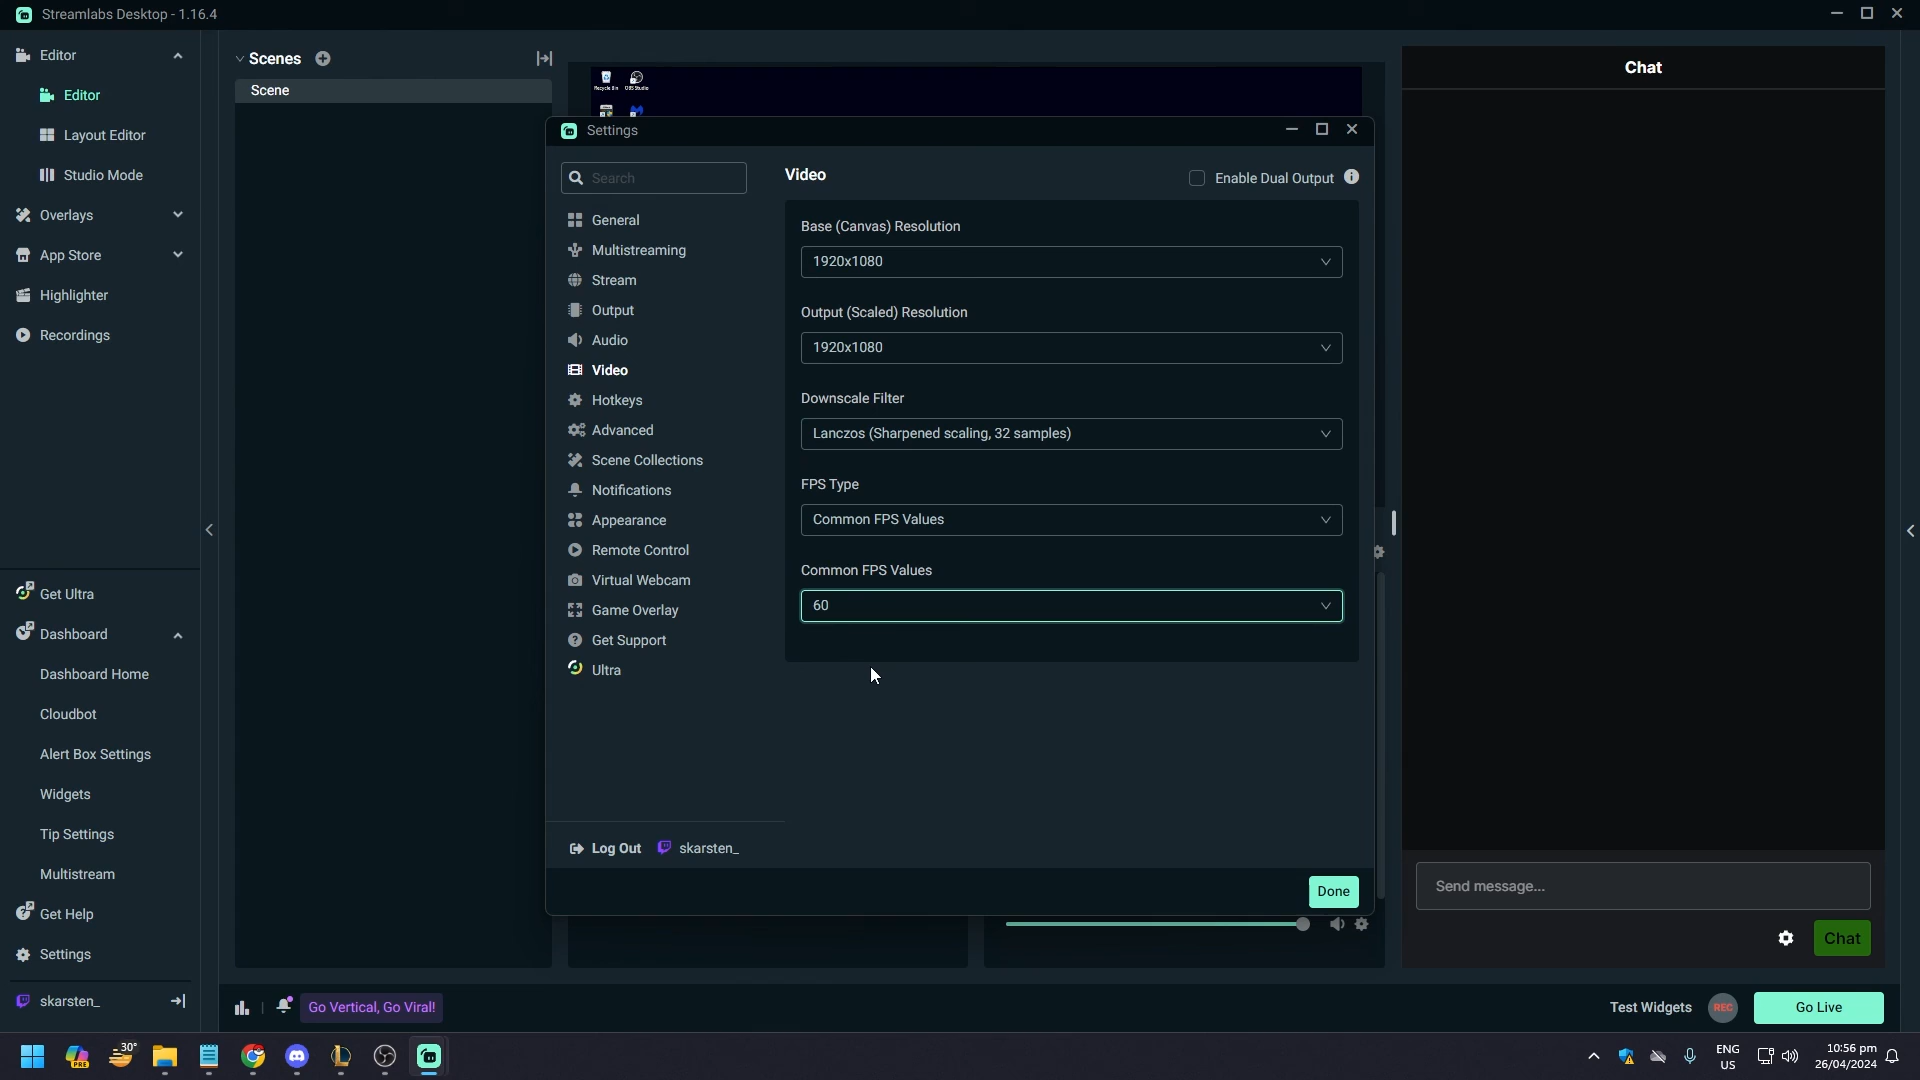 Streamlabs Desktop - 1.16.4
Editor
Editor
Layout Editor
Studio Mode
Overlays
App Store
Highlighter
Recordings
Get Ultra
Dashboard
Dashboard Home
Cloudbot
Alert Box Settings
Widgets
Tip Settings
Multistream
Get Help
Settings
skarsten_
Scenes
Scene
Recycle Bin
OBS Studio
Settings
Search
General
Multistreaming
Stream
Output
Audio
Video
Hotkeys
Advanced
Scene Collections
Notifications
Appearance
Remote Control
Virtual Webcam
Game Overlay
Get Support
Ultra
Log Out skarsten_
Video
Enable Dual Output
Base (Canvas) Resolution
1920x1080
Output (Scaled) Resolution
1920x1080
Downscale Filter
Lanczos (Sharpened scaling, 32 samples)
FPS Type
Common FPS Values
Common FPS Values
60
Done
Chat
Send message...
Chat
Go Vertical, Go Viral!
Test Widgets
REC
Go Live
30°
PRE
ENG
US
10:56 pm
26/04/2024